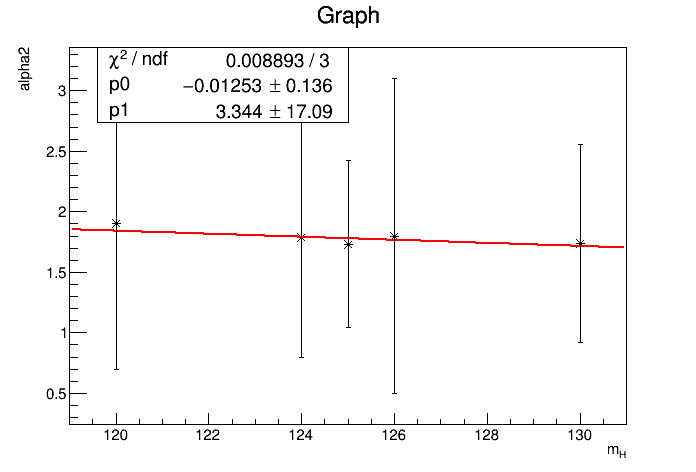 Graph
alpha2
χ² / ndf 0.008893 / 3
p0 −0.01253 ± 0.136
p1 3.344 ± 17.09
3
2.5
2
1.5
1
0.5
120 122 124 126 128 130
m_H